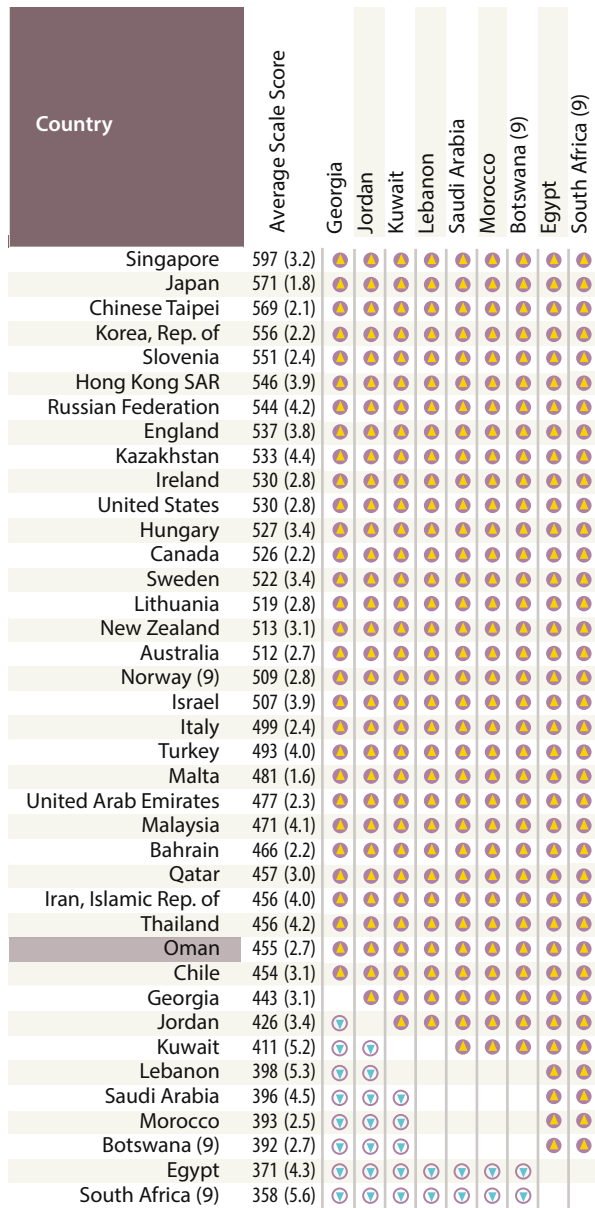 Country
Average Scale Score
Georgia
Jordan
Kuwait
Lebanon
Saudi Arabia
Morocco
Botswana (9)
Egypt
South Africa (9)
Singapore 597 (3.2)
Japan 571 (1.8)
Chinese Taipei 569 (2.1)
Korea, Rep. of 556 (2.2)
Slovenia 551 (2.4)
Hong Kong SAR 546 (3.9)
Russian Federation 544 (4.2)
England 537 (3.8)
Kazakhstan 533 (4.4)
Ireland 530 (2.8)
United States 530 (2.8)
Hungary 527 (3.4)
Canada 526 (2.2)
Sweden 522 (3.4)
Lithuania 519 (2.8)
New Zealand 513 (3.1)
Australia 512 (2.7)
Norway (9) 509 (2.8)
Israel 507 (3.9)
Italy 499 (2.4)
Turkey 493 (4.0)
Malta 481 (1.6)
United Arab Emirates 477 (2.3)
Malaysia 471 (4.1)
Bahrain 466 (2.2)
Qatar 457 (3.0)
Iran, Islamic Rep. of 456 (4.0)
Thailand 456 (4.2)
Oman 455 (2.7)
Chile 454 (3.1)
Georgia 443 (3.1)
Jordan 426 (3.4)
Kuwait 411 (5.2)
Lebanon 398 (5.3)
Saudi Arabia 396 (4.5)
Morocco 393 (2.5)
Botswana (9) 392 (2.7)
Egypt 371 (4.3)
South Africa (9) 358 (5.6)